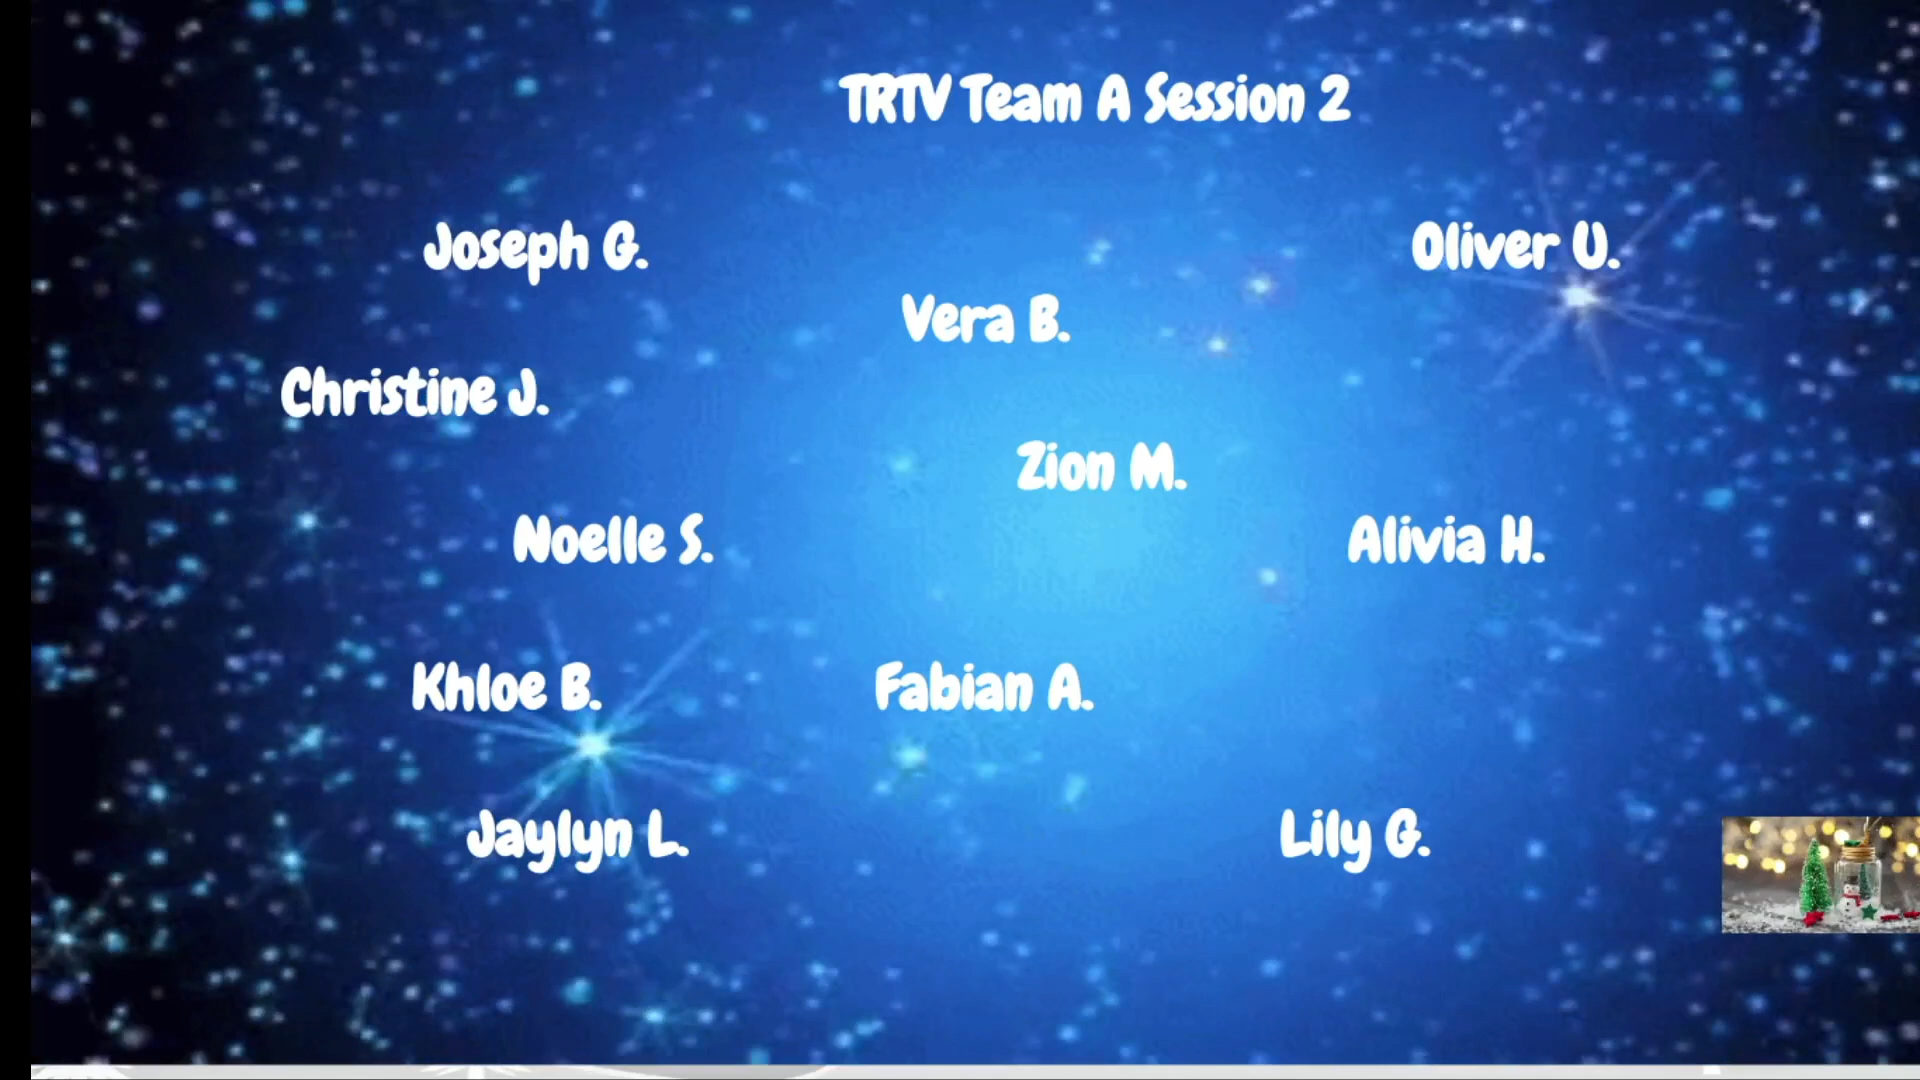 TRTV Team A Session 2
Joseph G.
Oliver U.
Vera B.
Christine J.
Zion M.
Noelle S.
Alivia H.
Khloe B.
Fabian A.
Jaylyn L.
Lily G.